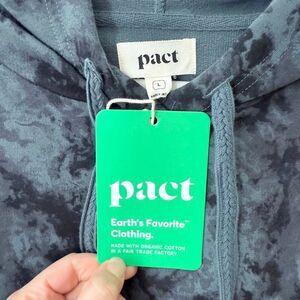 pact
L
pact
Earth's Favorite™
Clothing.
MADE WITH ORGANIC COTTON
IN A FAIR TRADE FACTORY